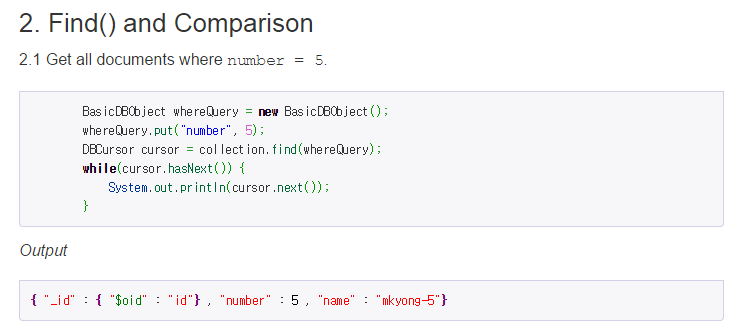 2. Find() and Comparison
2.1 Get all documents where number = 5.
BasicDBObject whereQuery = new BasicDBObject();
whereQuery.put("number", 5);
DBCursor cursor = collection.find(whereQuery);
while(cursor.hasNext()) {
    System.out.println(cursor.next());
}
Output
{ "_id" : { "$oid" : "id"} , "number" : 5 , "name" : "mkyong-5"}